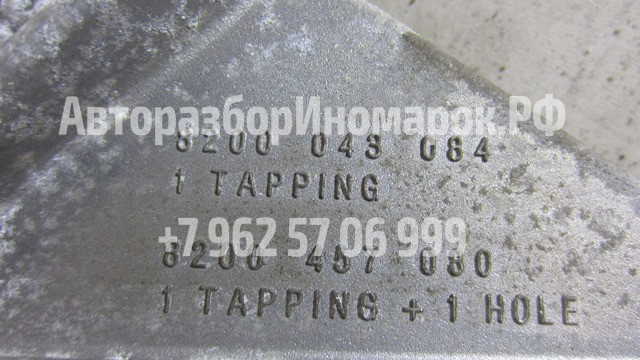 АвторазборИномарок.РФ
8200 043 084
1 TAPPING
+7 962 57 06 999
8200 457 080
1 TAPPING + 1 HOLE